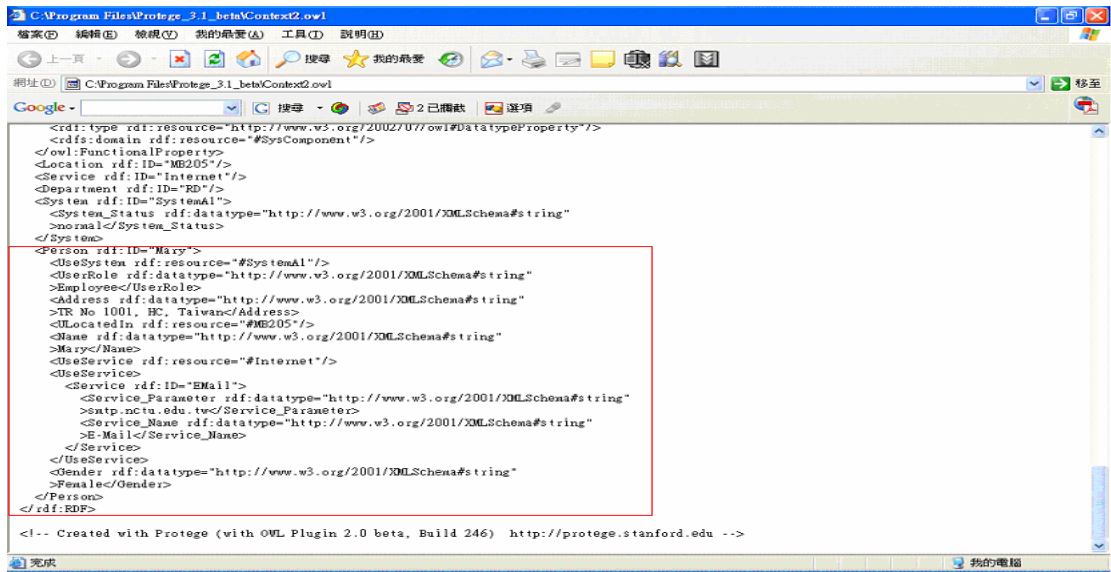 C:\Program Files\Protege_3.1_beta\Context2.owl
檔案(F) 編輯(E) 檢視(V) 我的最愛(A) 工具(T) 說明(H)
上一頁 搜尋 我的最愛
網址(D) C:\Program Files\Protege_3.1_beta\Context2.owl 移至
Google 搜尋 2 已攔截 選項
<rdf:type rdf:resource="http://www.w3.org/2002/07/owl#DatatypeProperty"/>
<rdfs:domain rdf:resource="#SysComponent"/>
</owl:FunctionalProperty>
<Location rdf:ID="MB205"/>
<Service rdf:ID="Internet"/>
<Department rdf:ID="RD"/>
<System rdf:ID="SystemA1">
<System_Status rdf:datatype="http://www.w3.org/2001/XMLSchema#string"
>normal</System_Status>
</System>
<Person rdf:ID="Mary">
<UseSystem rdf:resource="#SystemA1"/>
<UserRole rdf:datatype="http://www.w3.org/2001/XMLSchema#string"
>Employee</UserRole>
<Address rdf:datatype="http://www.w3.org/2001/XMLSchema#string"
>TR No 1001, HC, Taiwan</Address>
<ULocatedIn rdf:resource="#MB205"/>
<Name rdf:datatype="http://www.w3.org/2001/XMLSchema#string"
>Mary</Name>
<UseService rdf:resource="#Internet"/>
<UseService>
<Service rdf:ID="EMail">
<Service_Parameter rdf:datatype="http://www.w3.org/2001/XMLSchema#string"
>smtp.nctu.edu.tw</Service_Parameter>
<Service_Name rdf:datatype="http://www.w3.org/2001/XMLSchema#string"
>E-Mail</Service_Name>
</Service>
</UseService>
<Gender rdf:datatype="http://www.w3.org/2001/XMLSchema#string"
>Female</Gender>
</Person>
</rdf:RDF>
<!-- Created with Protege (with OWL Plugin 2.0 beta, Build 246) http://protege.stanford.edu -->
完成 我的電腦